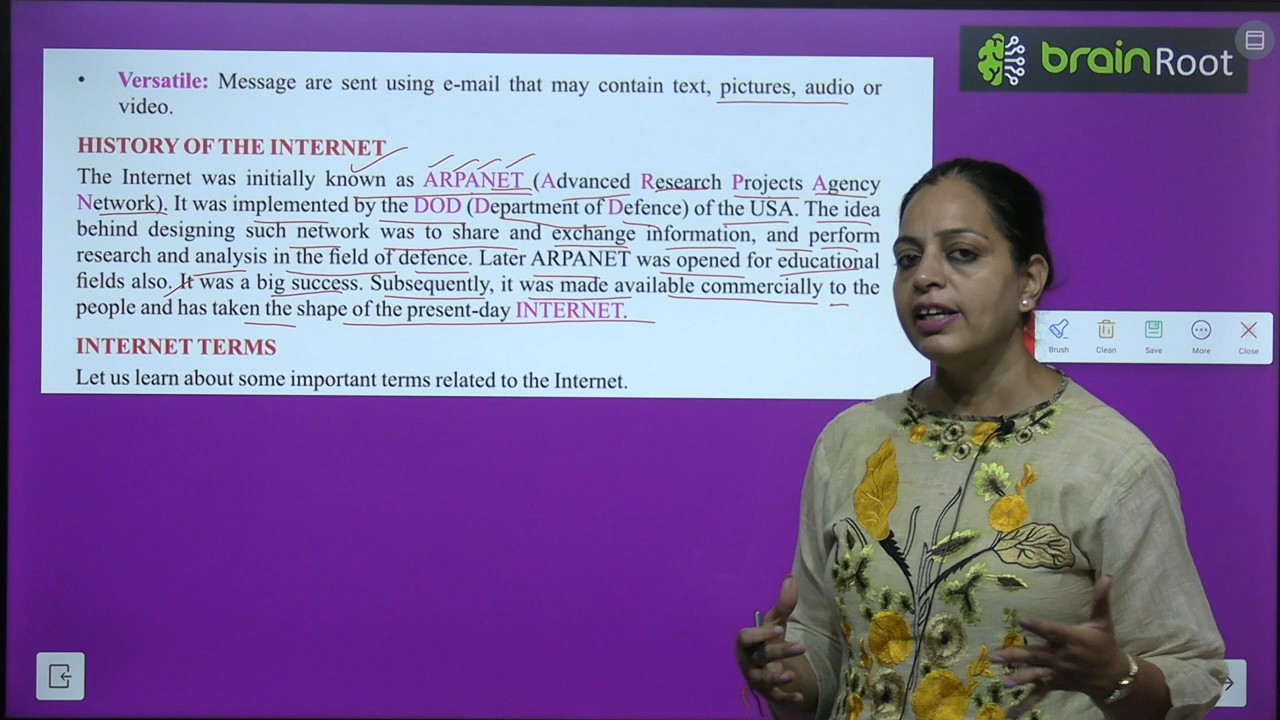 brainRoot
• Versatile: Message are sent using e-mail that may contain text, pictures, audio or
video.
HISTORY OF THE INTERNET
The Internet was initially known as ARPANET (Advanced Research Projects Agency
Network). It was implemented by the DOD (Department of Defence) of the USA. The idea
behind designing such network was to share and exchange information, and perform
research and analysis in the field of defence. Later ARPANET was opened for educational
fields also. It was a big success. Subsequently, it was made available commercially to the
people and has taken the shape of the present-day INTERNET.
INTERNET TERMS
Let us learn about some important terms related to the Internet.
Brush Clean Save More Close